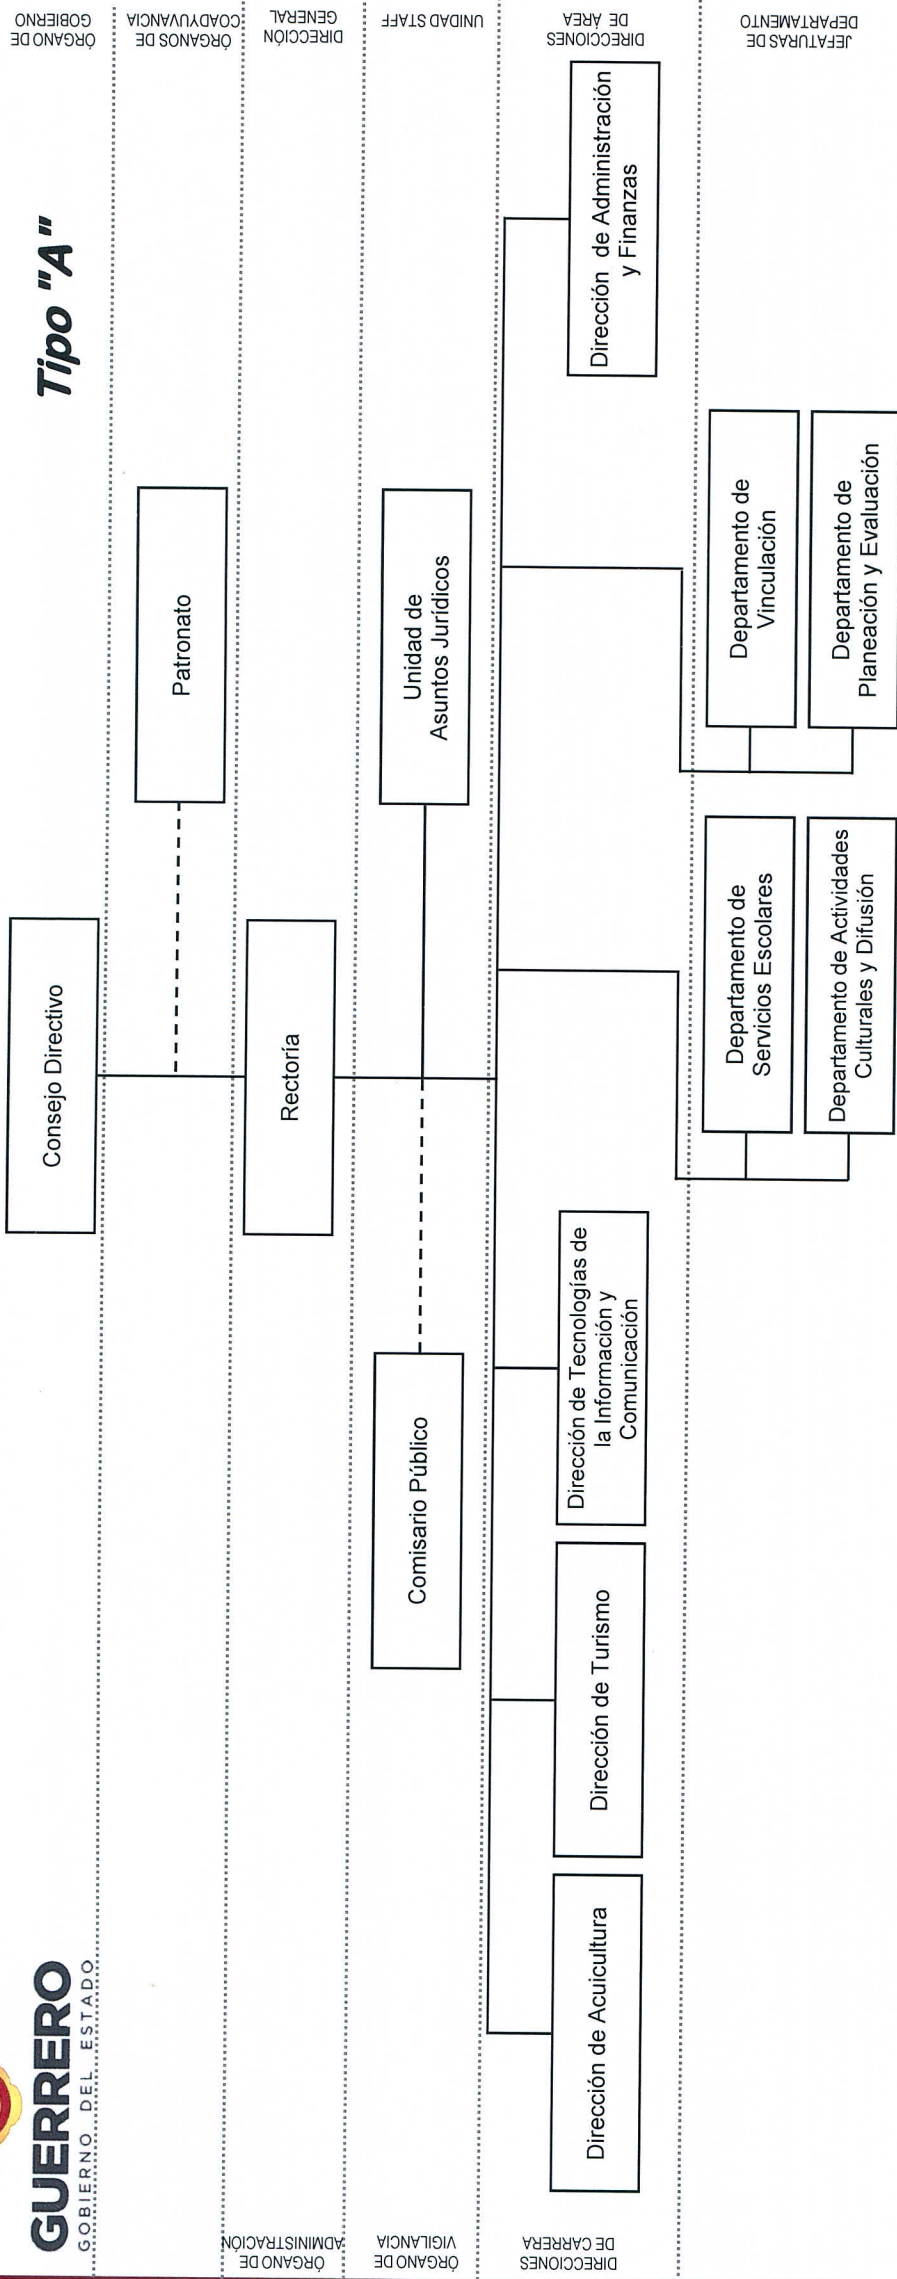 GUERRERO
GOBIERNO DEL ESTADO
Tipo "A"
ÓRGANO DE
GOBIERNO
ÓRGANOS DE
COADYUVANCIA
DIRECCIÓN
GENERAL
UNIDAD STAFF
DIRECCIONES
DE ÁREA
JEFATURAS DE
DEPARTAMENTO
ÓRGANO DE
ADMINISTRACIÓN
ÓRGANO DE
VIGILANCIA
DIRECCIONES
DE CARRERA
Consejo Directivo
Patronato
Rectoría
Comisario Público
Unidad de
Asuntos Jurídicos
Dirección de Acuicultura
Dirección de Turismo
Dirección de Tecnologías de
la Información y
Comunicación
Dirección de Administración
y Finanzas
Departamento de
Servicios Escolares
Departamento de Actividades
Culturales y Difusión
Departamento de
Vinculación
Departamento de
Planeación y Evaluación